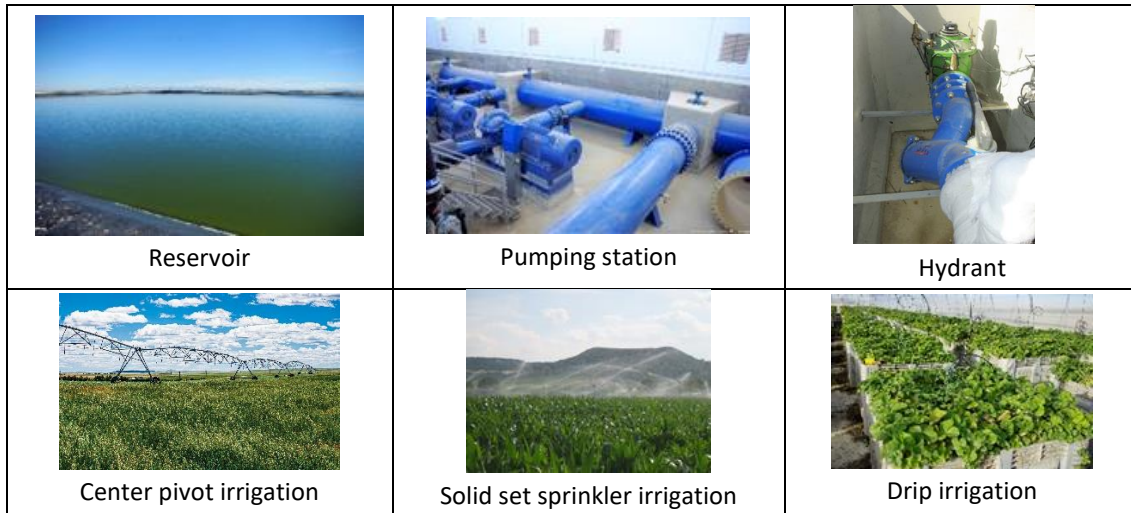 Reservoir
Pumping station
Hydrant
Center pivot irrigation
Solid set sprinkler irrigation
Drip irrigation